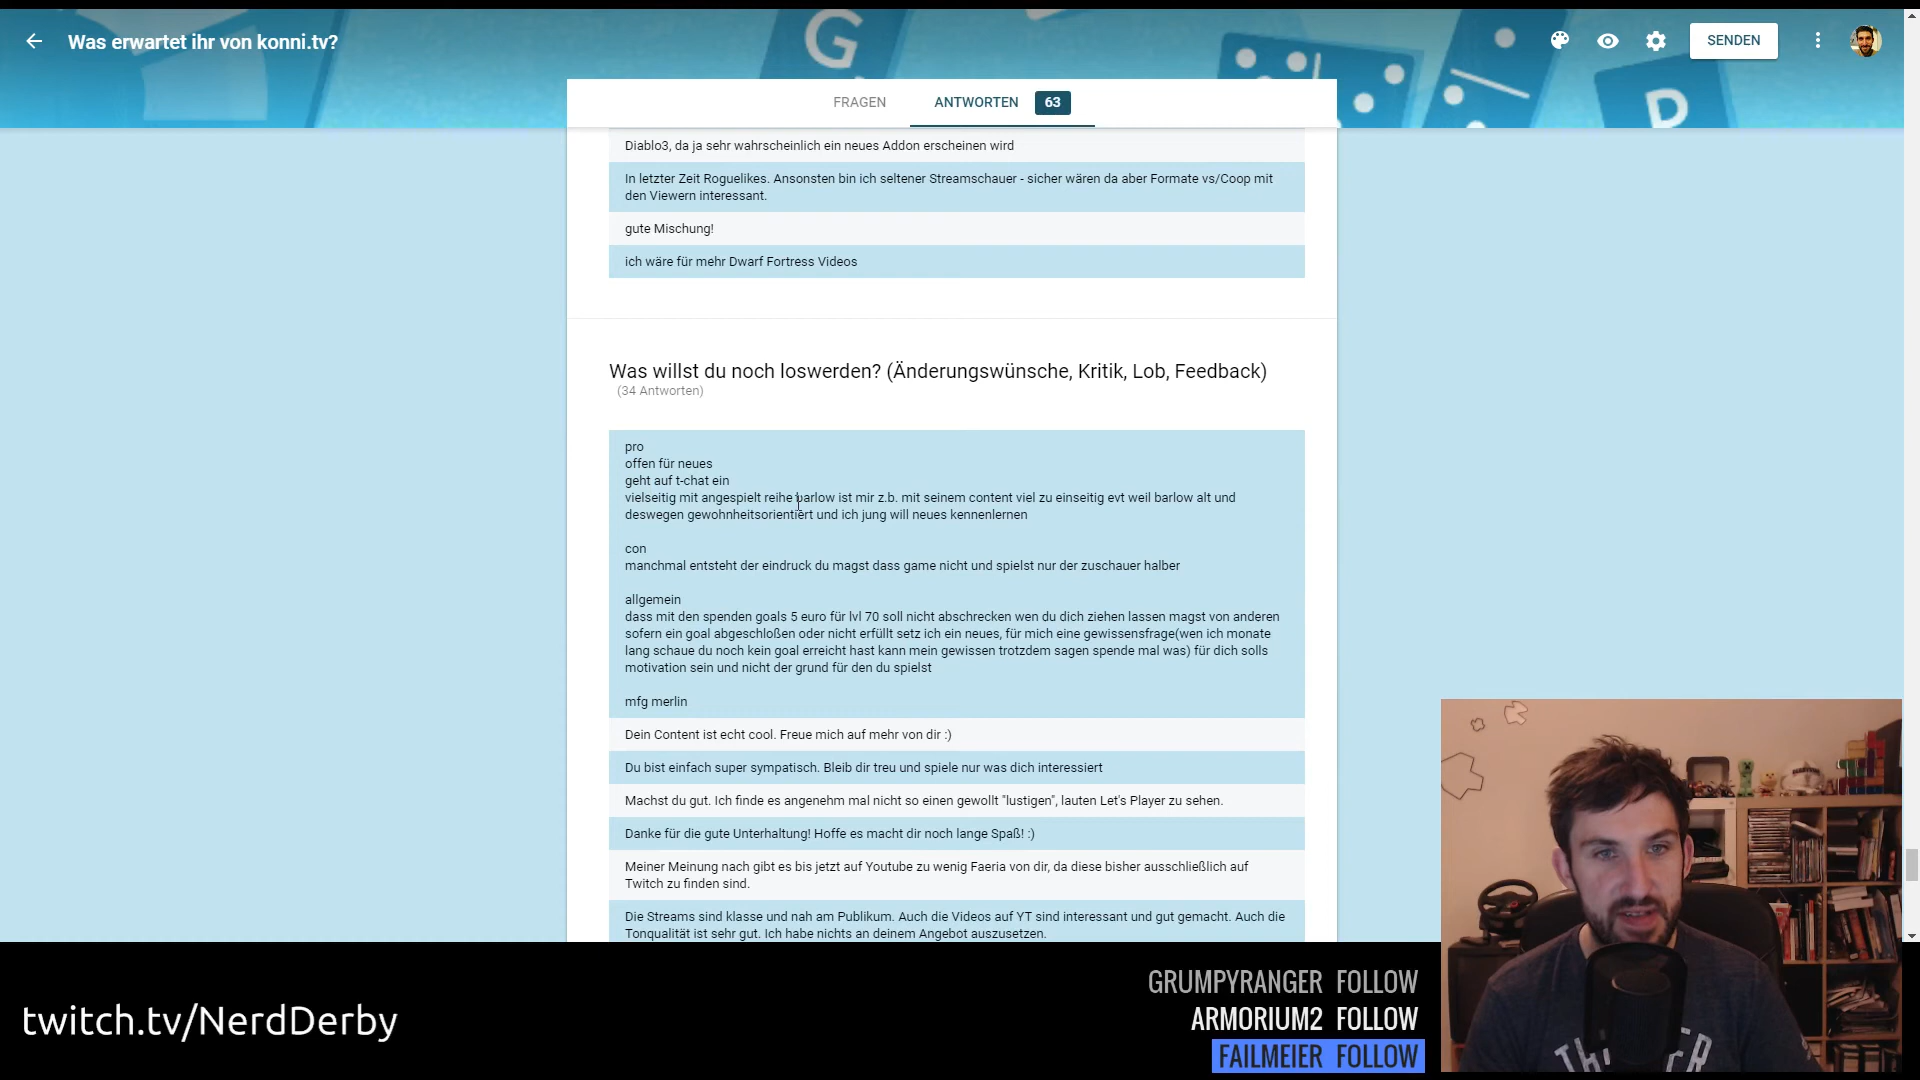 Was erwartet ihr von konni.tv?
SENDEN
G
D
FRAGEN
ANTWORTEN
63
Diablo3, da ja sehr wahrscheinlich ein neues Addon erscheinen wird
In letzter Zeit Roguelikes. Ansonsten bin ich seltener Streamschauer - sicher wären da aber Formate vs/Coop mit
den Viewern interessant.
gute Mischung!
ich wäre für mehr Dwarf Fortress Videos
Was willst du noch loswerden? (Änderungswünsche, Kritik, Lob, Feedback)
(34 Antworten)
pro
offen für neues
geht auf t-chat ein
vielseitig mit angespielt reihe barlow ist mir z.b. mit seinem content viel zu einseitig evt weil barlow alt und
deswegen gewohnheitsorientiert und ich jung will neues kennenlernen
con
manchmal entsteht der eindruck du magst dass game nicht und spielst nur der zuschauer halber
allgemein
dass mit den spenden goals 5 euro für lvl 70 soll nicht abschrecken wen du dich ziehen lassen magst von anderen
sofern ein goal abgeschloßen oder nicht erfüllt setz ich ein neues, für mich eine gewissensfrage(wen ich monate
lang schaue du noch kein goal erreicht hast kann mein gewissen trotzdem sagen spende mal was) für dich solls
motivation sein und nicht der grund für den du spielst
mfg merlin
Dein Content ist echt cool. Freue mich auf mehr von dir :)
Du bist einfach super sympatisch. Bleib dir treu und spiele nur was dich interessiert
Machst du gut. Ich finde es angenehm mal nicht so einen gewollt "lustigen", lauten Let's Player zu sehen.
Danke für die gute Unterhaltung! Hoffe es macht dir noch lange Spaß! :)
Meiner Meinung nach gibt es bis jetzt auf Youtube zu wenig Faeria von dir, da diese bisher ausschließlich auf
Twitch zu finden sind.
Die Streams sind klasse und nah am Publikum. Auch die Videos auf YT sind interessant und gut gemacht. Auch die
Tonqualität ist sehr gut. Ich habe nichts an deinem Angebot auszusetzen.
twitch.tv/NerdDerby
GRUMPYRANGER FOLLOW
ARMORIUM2 FOLLOW
FAILMEIER FOLLOW